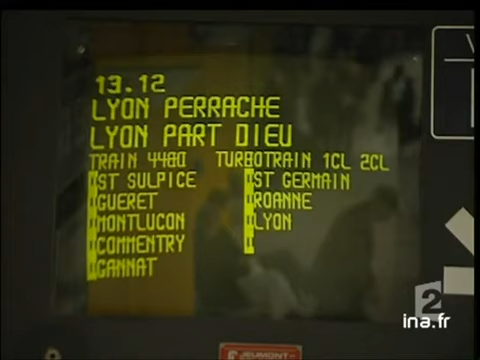 13.12
LYON PERRACHE
LYON PART DIEU
TRAIN 4480 TURBOTRAIN 1CL 2CL
ST SULPICE ST GERMAIN
GUERET ROANNE
MONTLUCON LYON
COMMENTRY
GANNAT
2
ina.fr
JEUMONT-